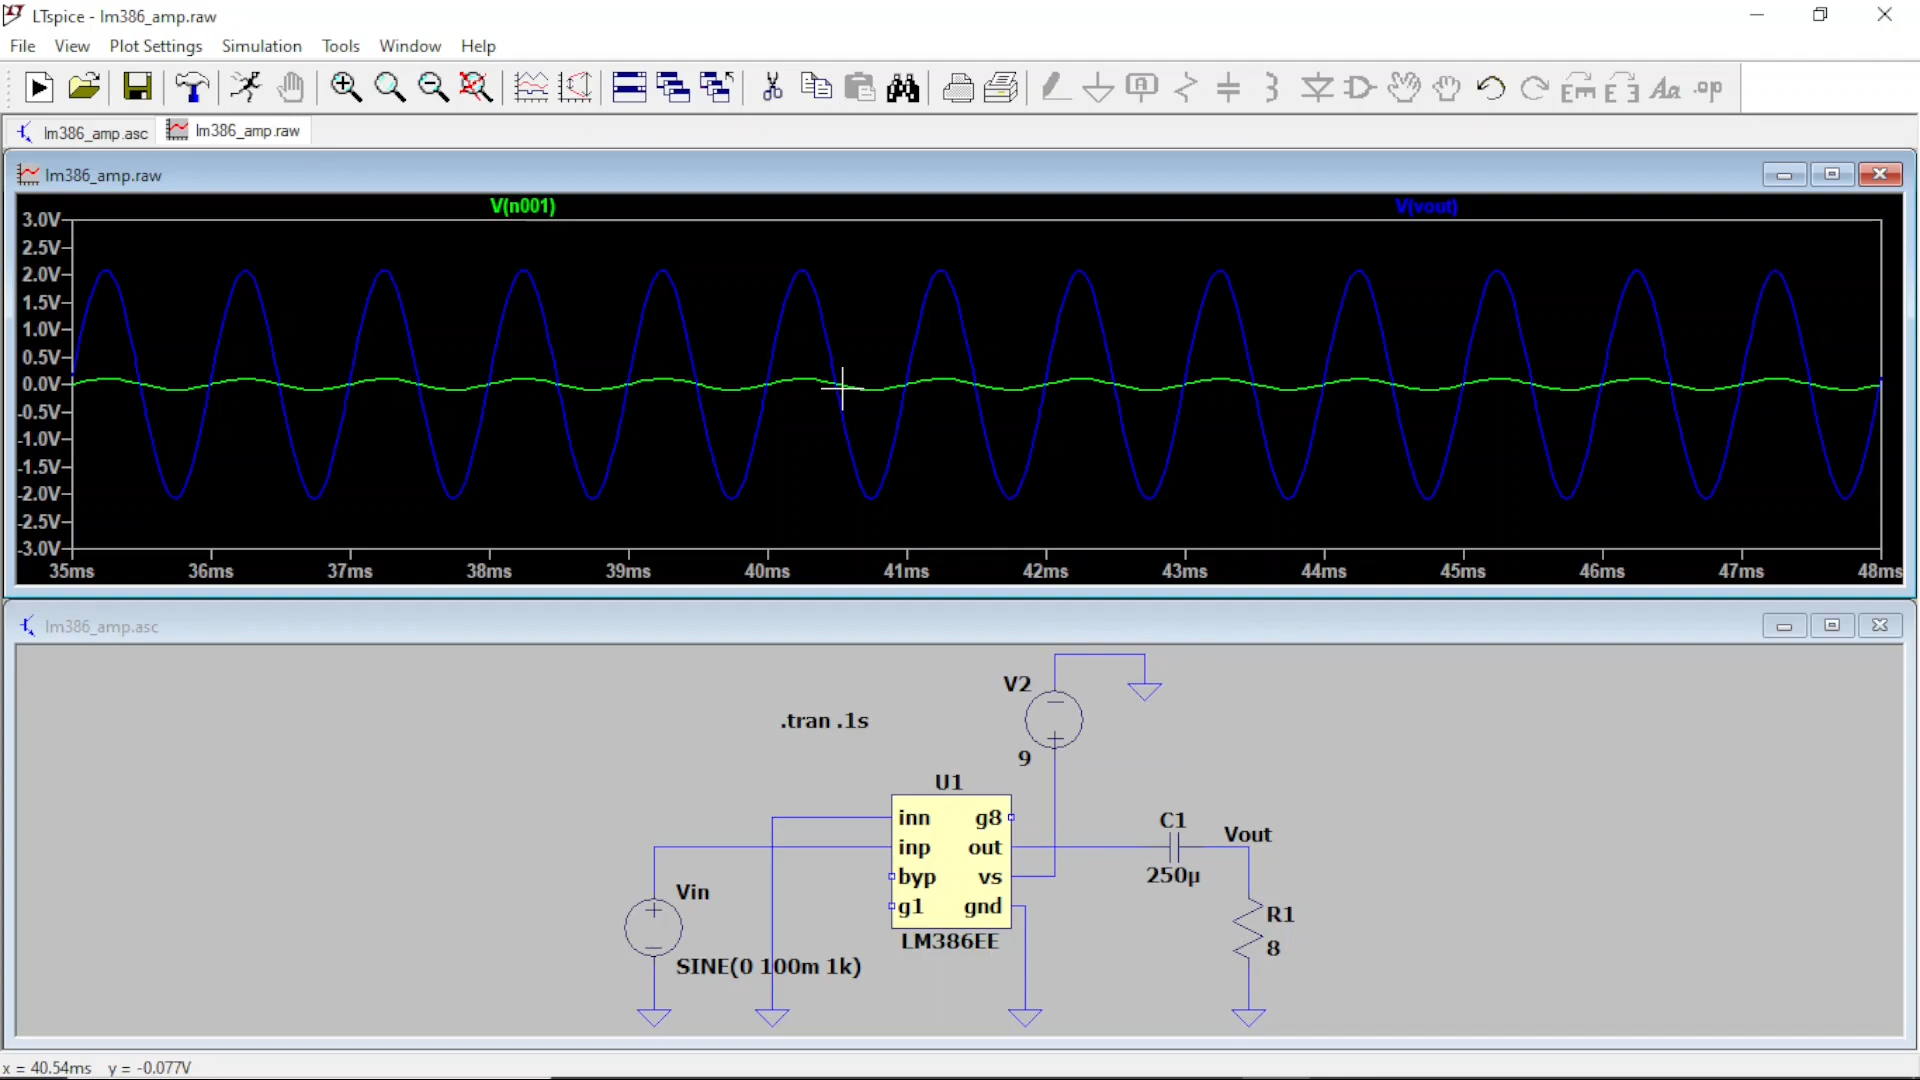 LTspice - lm386_amp.raw
File View Plot Settings Simulation Tools Window Help
A Aa .op
lm386_amp.asc lm386_amp.raw
lm386_amp.raw
V(n001) V(vout)
3.0V
2.5V
2.0V
1.5V
1.0V
0.5V
0.0V
-0.5V
-1.0V
-1.5V
-2.0V
-2.5V
-3.0V
35ms 36ms 37ms 38ms 39ms 40ms 41ms 42ms 43ms 44ms 45ms 46ms 47ms 48ms
lm386_amp.asc
V2
.tran .1s
9
U1
inn g8
inp out
byp vs
g1 gnd
LM386EE
C1
250µ
Vout
Vin
SINE(0 100m 1k)
R1
8
x = 40.54ms y = -0.077V